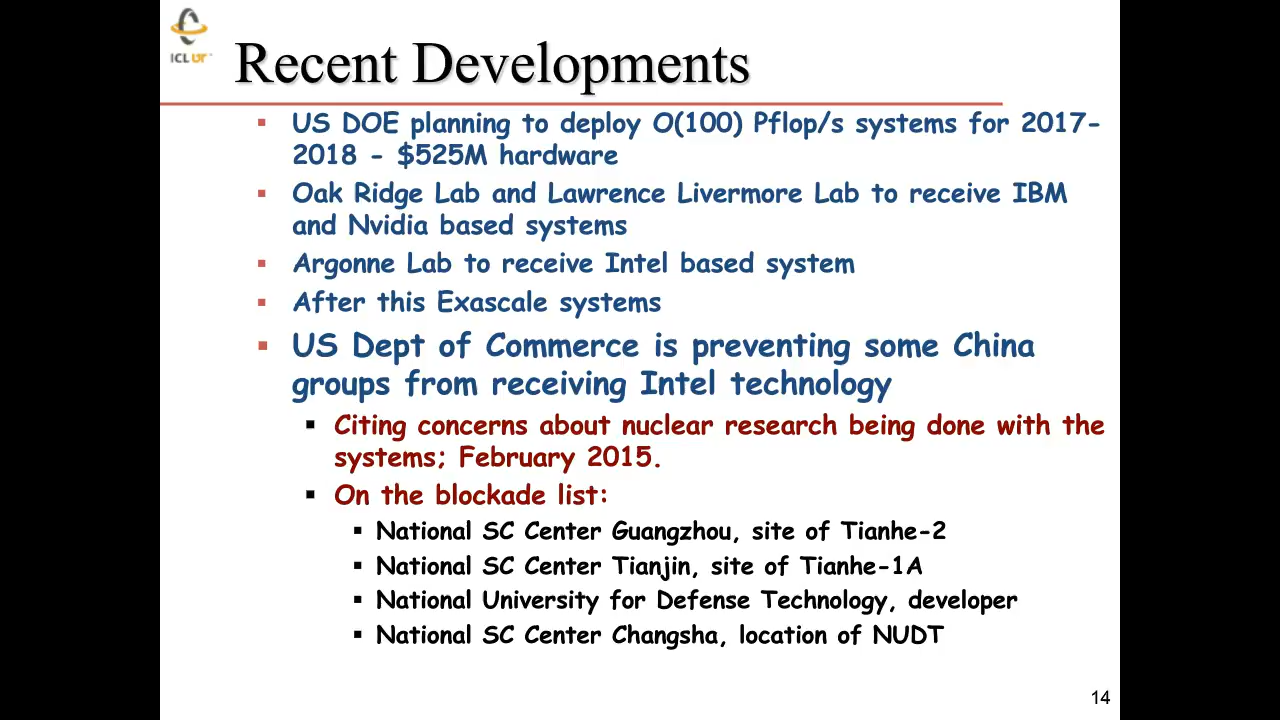 ICL UT
Recent Developments
▪ US DOE planning to deploy O(100) Pflop/s systems for 2017-
2018 - $525M hardware
▪ Oak Ridge Lab and Lawrence Livermore Lab to receive IBM
and Nvidia based systems
▪ Argonne Lab to receive Intel based system
▪ After this Exascale systems
▪ US Dept of Commerce is preventing some China
groups from receiving Intel technology
▪ Citing concerns about nuclear research being done with the
systems; February 2015.
▪ On the blockade list:
▪ National SC Center Guangzhou, site of Tianhe-2
▪ National SC Center Tianjin, site of Tianhe-1A
▪ National University for Defense Technology, developer
▪ National SC Center Changsha, location of NUDT
14